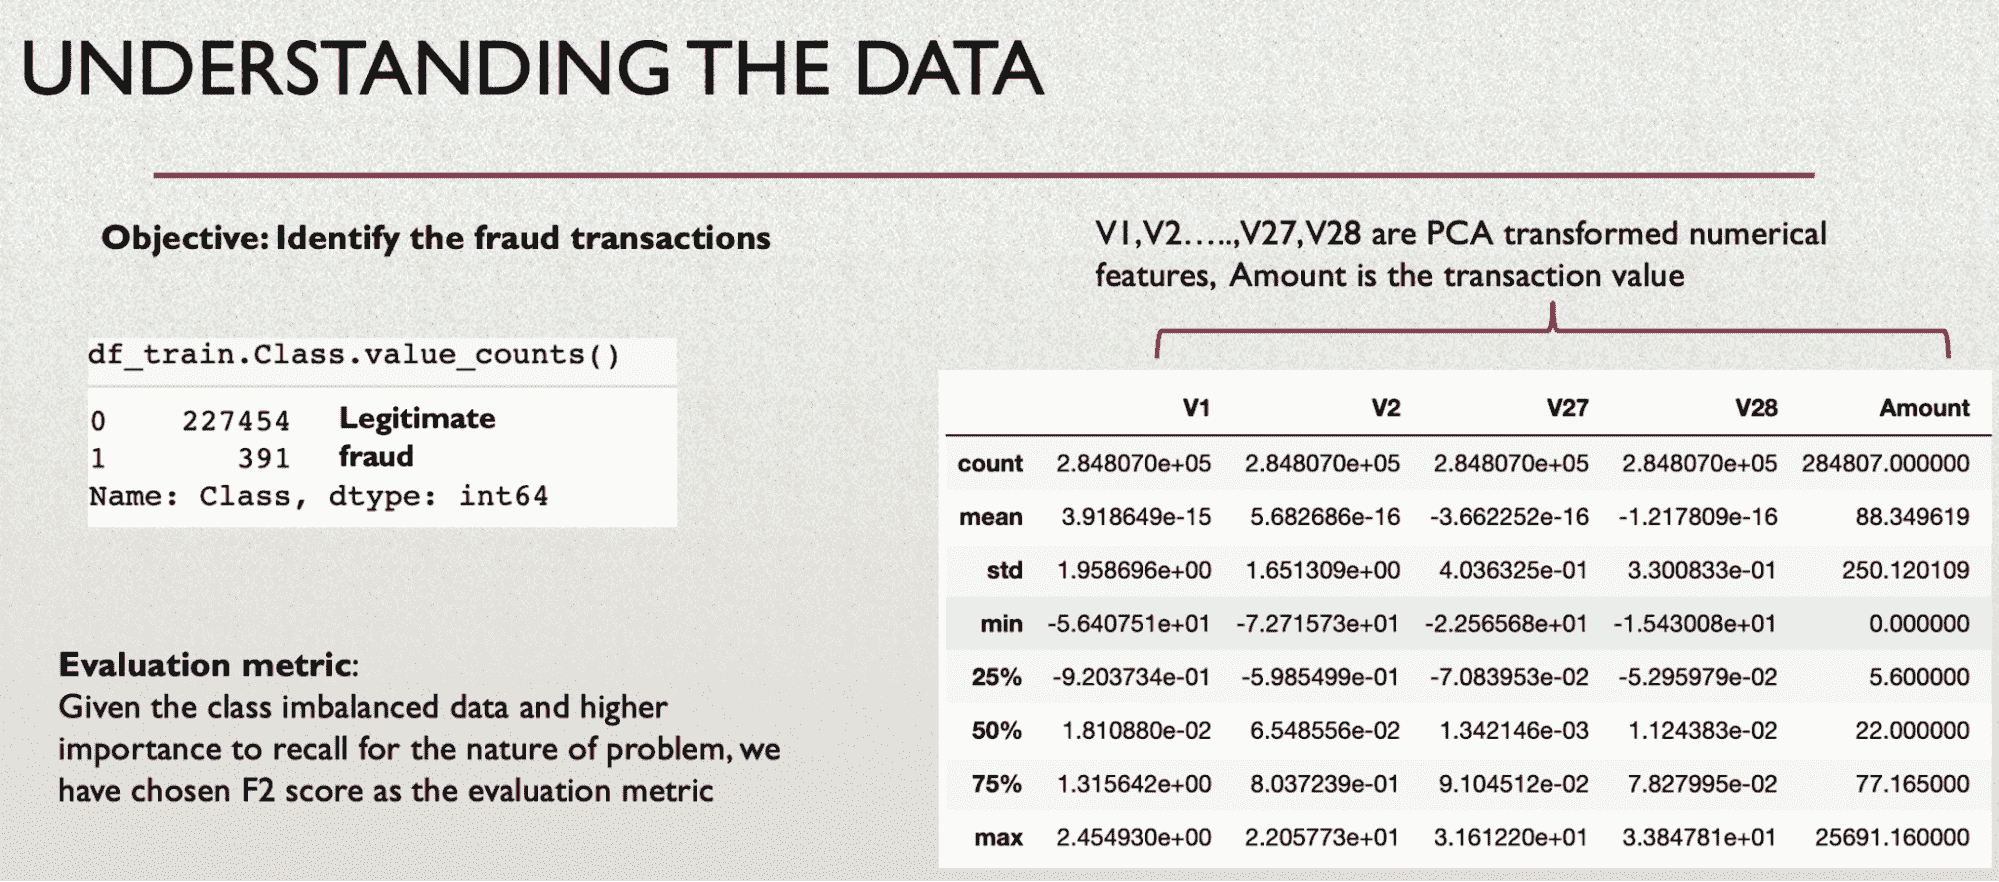 UNDERSTANDING THE DATA
Objective: Identify the fraud transactions
df_train.Class.value_counts()
0 227454 Legitimate
1 391 fraud
Name: Class, dtype: int64
Evaluation metric:
Given the class imbalanced data and higher
importance to recall for the nature of problem, we
have chosen F2 score as the evaluation metric
V1,V2…..,V27,V28 are PCA transformed numerical
features, Amount is the transaction value
V1 V2 V27 V28 Amount
count 2.848070e+05 2.848070e+05 2.848070e+05 2.848070e+05 284807.000000
mean 3.918649e-15 5.682686e-16 -3.662252e-16 -1.217809e-16 88.349619
std 1.958696e+00 1.651309e+00 4.036325e-01 3.300833e-01 250.120109
min -5.640751e+01 -7.271573e+01 -2.256568e+01 -1.543008e+01 0.000000
25% -9.203734e-01 -5.985499e-01 -7.083953e-02 -5.295979e-02 5.600000
50% 1.810880e-02 6.548556e-02 1.342146e-03 1.124383e-02 22.000000
75% 1.315642e+00 8.037239e-01 9.104512e-02 7.827995e-02 77.165000
max 2.454930e+00 2.205773e+01 3.161220e+01 3.384781e+01 25691.160000